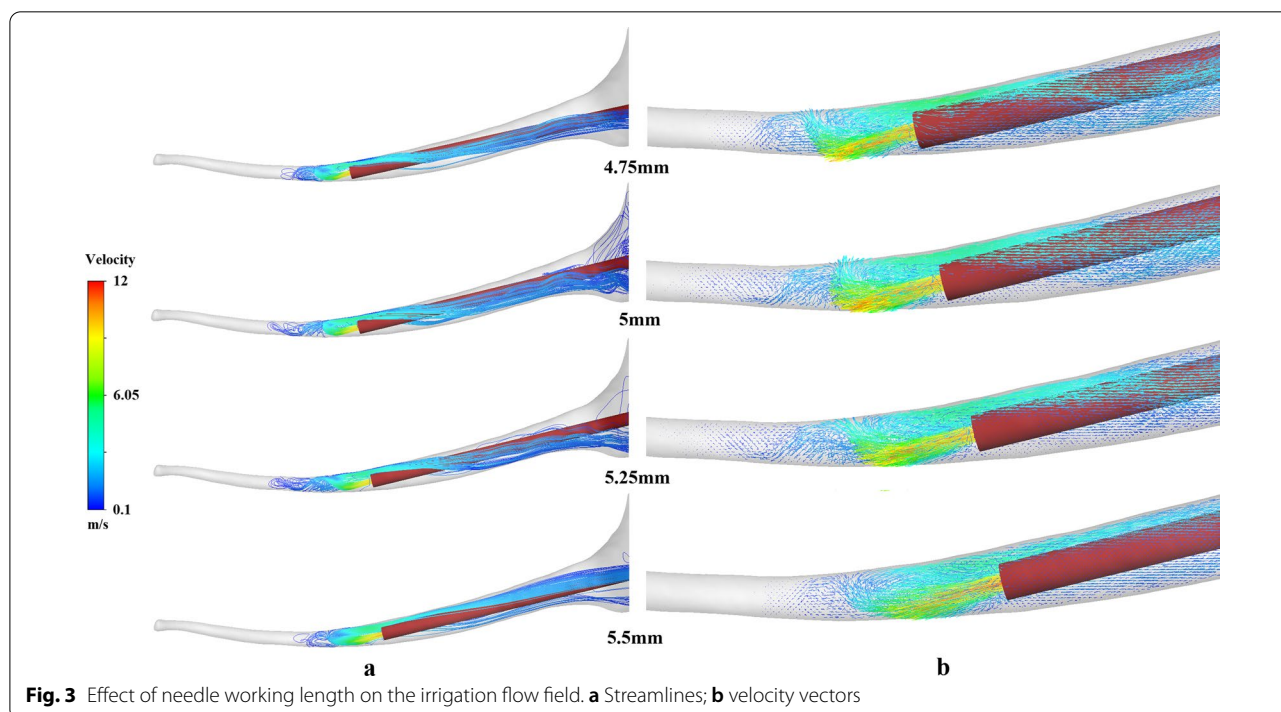 4.75mm
5mm
5.25mm
5.5mm
Velocity
12
6.05
0.1
m/s
a
b
Fig. 3 Effect of needle working length on the irrigation flow field. a Streamlines; b velocity vectors